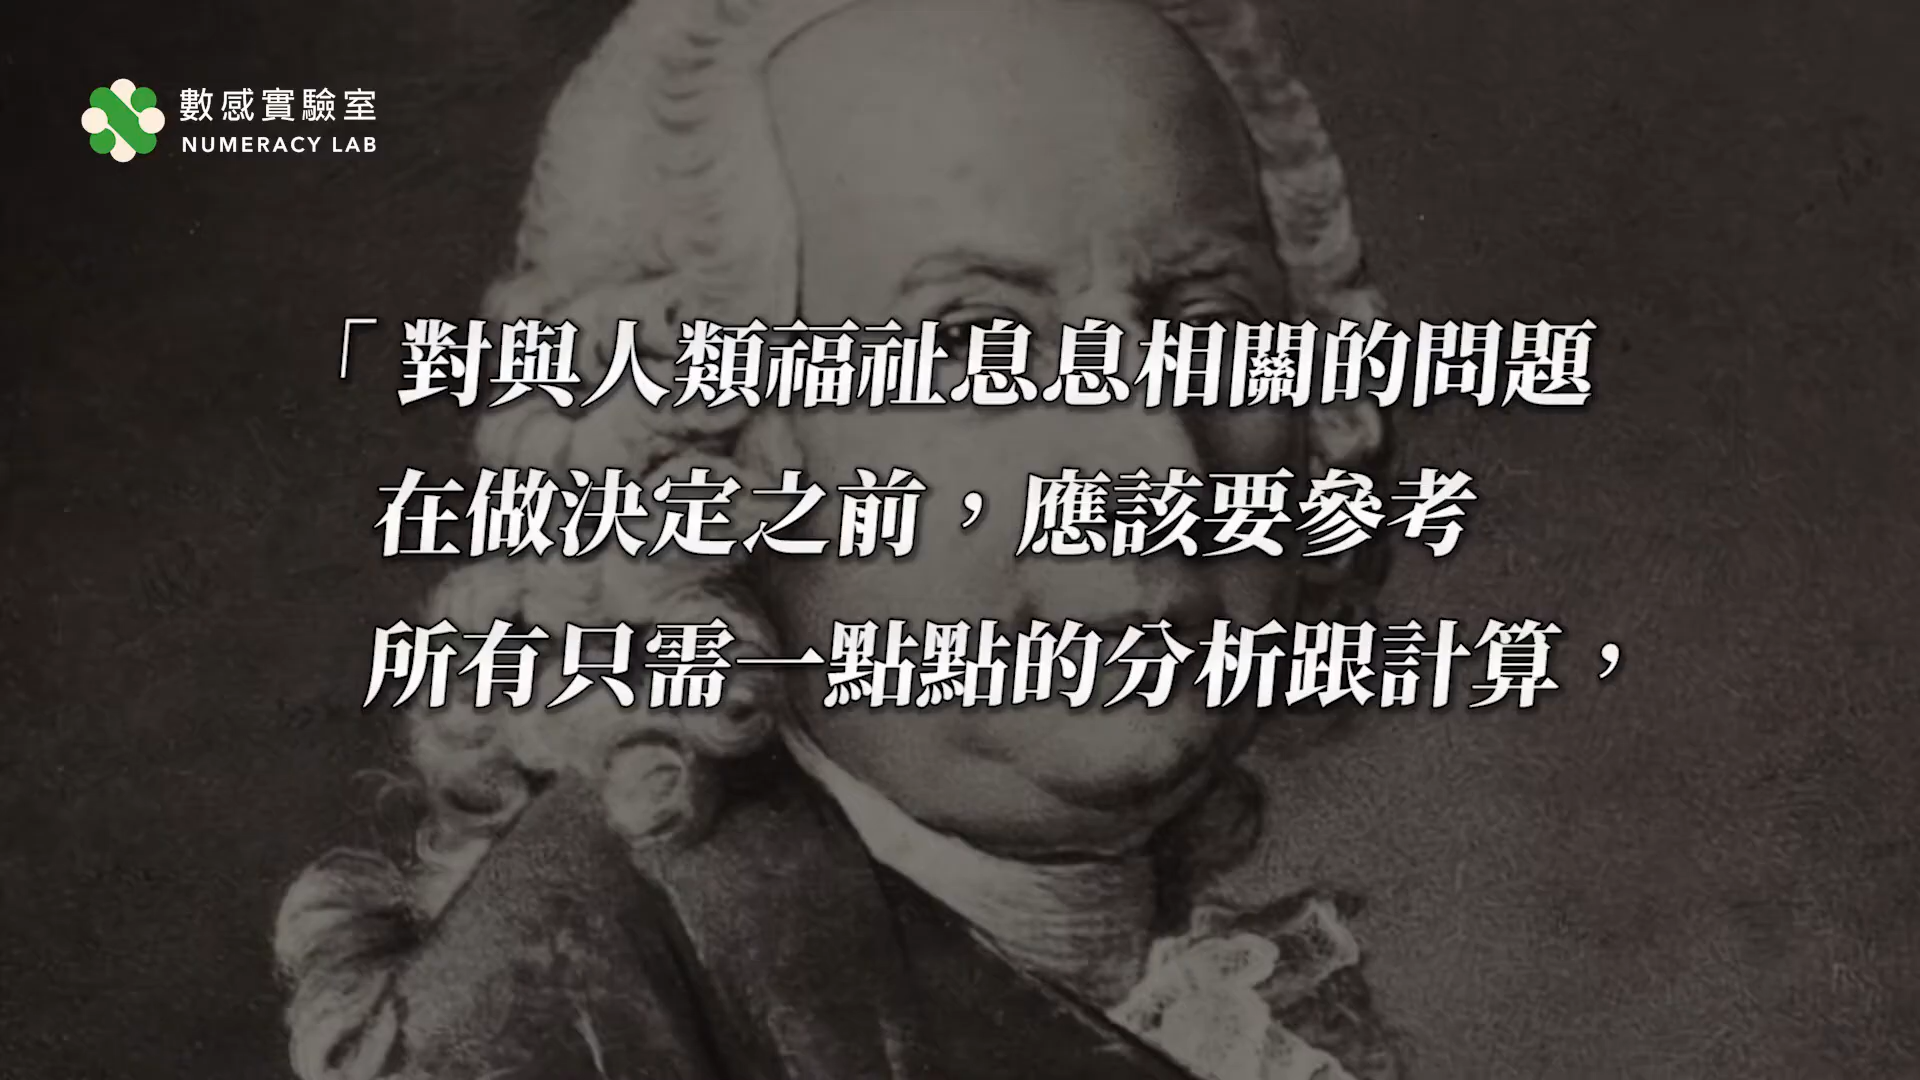 數感實驗室
NUMERACY LAB
「對與人類福祉息息相關的問題
在做決定之前，應該要參考
所有只需一點點的分析跟計算，